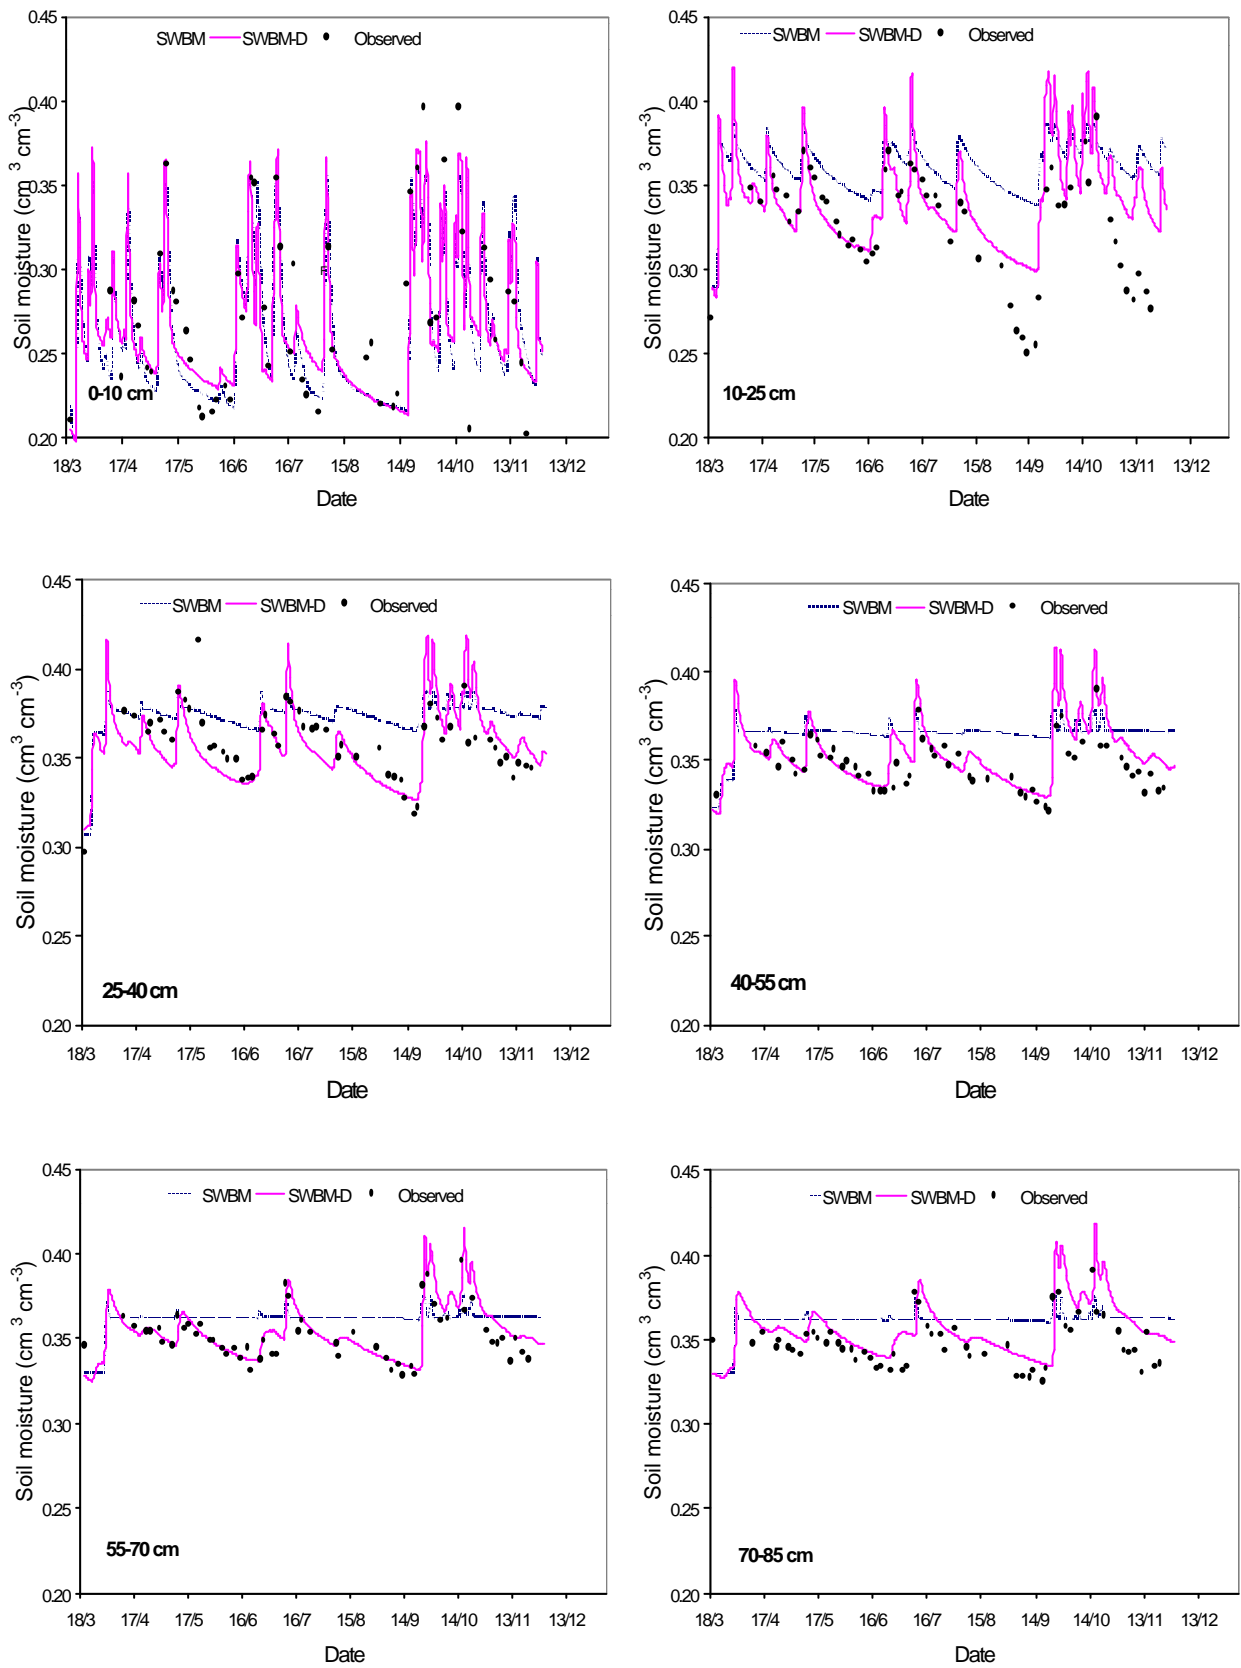 0.45
0.40
0.35
0.30
0.25
0.20
Soil moisture (cm³ cm⁻³)
SWBM SWBM-D Observed
0-10 cm
18/3 17/4 17/5 16/6 16/7 15/8 14/9 14/10 13/11 13/12
Date
0.45
0.40
0.35
0.30
0.25
0.20
Soil moisture (cm³ cm⁻³)
SWBM SWBM-D Observed
10-25 cm
18/3 17/4 17/5 16/6 16/7 15/8 14/9 14/10 13/11 13/12
Date
0.45
0.40
0.35
0.30
0.25
0.20
Soil moisture (cm³ cm⁻³)
SWBM SWBM-D Observed
25-40 cm
18/3 17/4 17/5 16/6 16/7 15/8 14/9 14/10 13/11 13/12
Date
0.45
0.40
0.35
0.30
0.25
0.20
Soil moisture (cm³ cm⁻³)
SWBM SWBM-D Observed
40-55 cm
18/3 17/4 17/5 16/6 16/7 15/8 14/9 14/10 13/11 13/12
Date
0.45
0.40
0.35
0.30
0.25
0.20
Soil moisture (cm³ cm⁻³)
SWBM SWBM-D Observed
55-70 cm
18/3 17/4 17/5 16/6 16/7 15/8 14/9 14/10 13/11 13/12
Date
0.45
0.40
0.35
0.30
0.25
0.20
Soil moisture (cm³ cm⁻³)
SWBM SWBM-D Observed
70-85 cm
18/3 17/4 17/5 16/6 16/7 15/8 14/9 14/10 13/11 13/12
Date